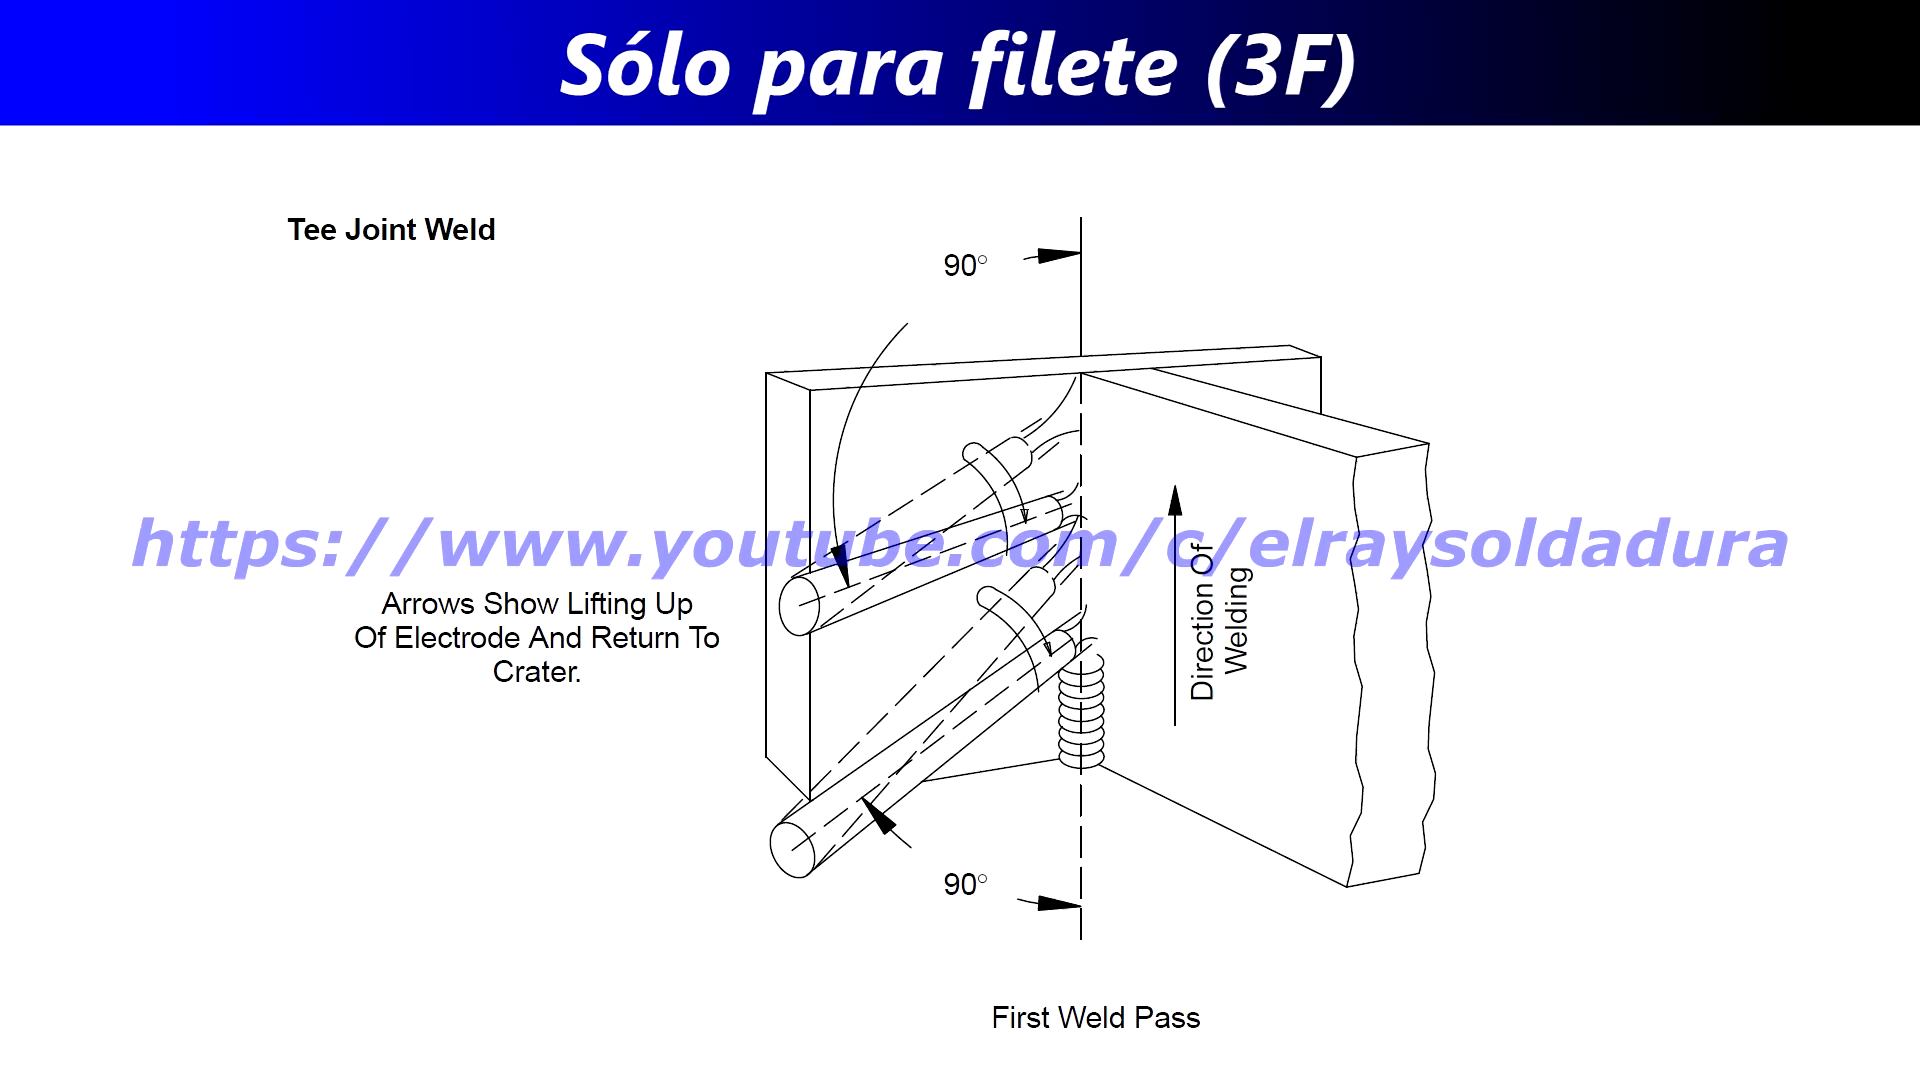 Sólo para filete (3F)
Tee Joint Weld
90°
https://www.youtube.com/c/elraysoldadura
Arrows Show Lifting Up
Of Electrode And Return To
Crater.
Direction Of
Welding
90°
First Weld Pass